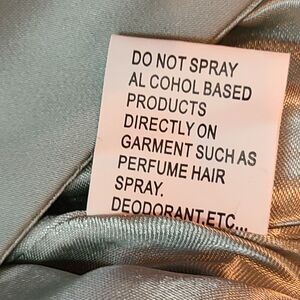 DO NOT SPRAY
AL COHOL BASED
PRODUCTS
DIRECTLY ON
GARMENT SUCH AS
PERFUME HAIR
SPRAY.
DEODORANT.ETC...